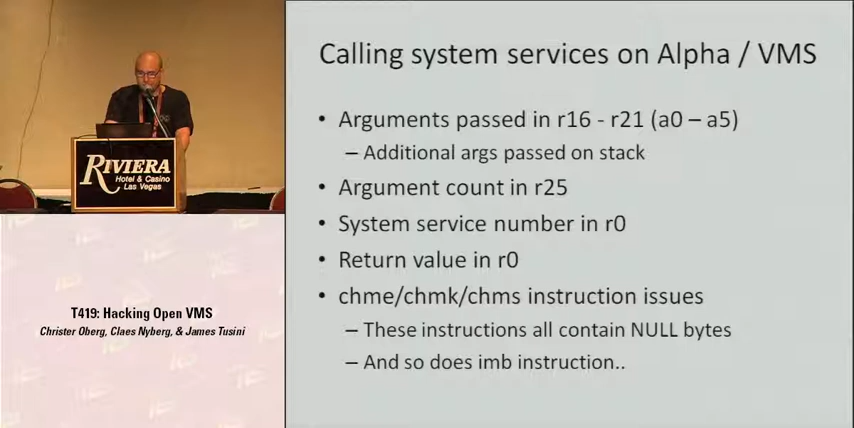 Calling system services on Alpha / VMS
• Arguments passed in r16 - r21 (a0 – a5)
– Additional args passed on stack
• Argument count in r25
• System service number in r0
• Return value in r0
• chme/chmk/chms instruction issues
– These instructions all contain NULL bytes
– And so does imb instruction..
RIVIERA
Hotel & Casino
Las Vegas
T419: Hacking Open VMS
Christer Oberg, Claes Nyberg, & James Tusini